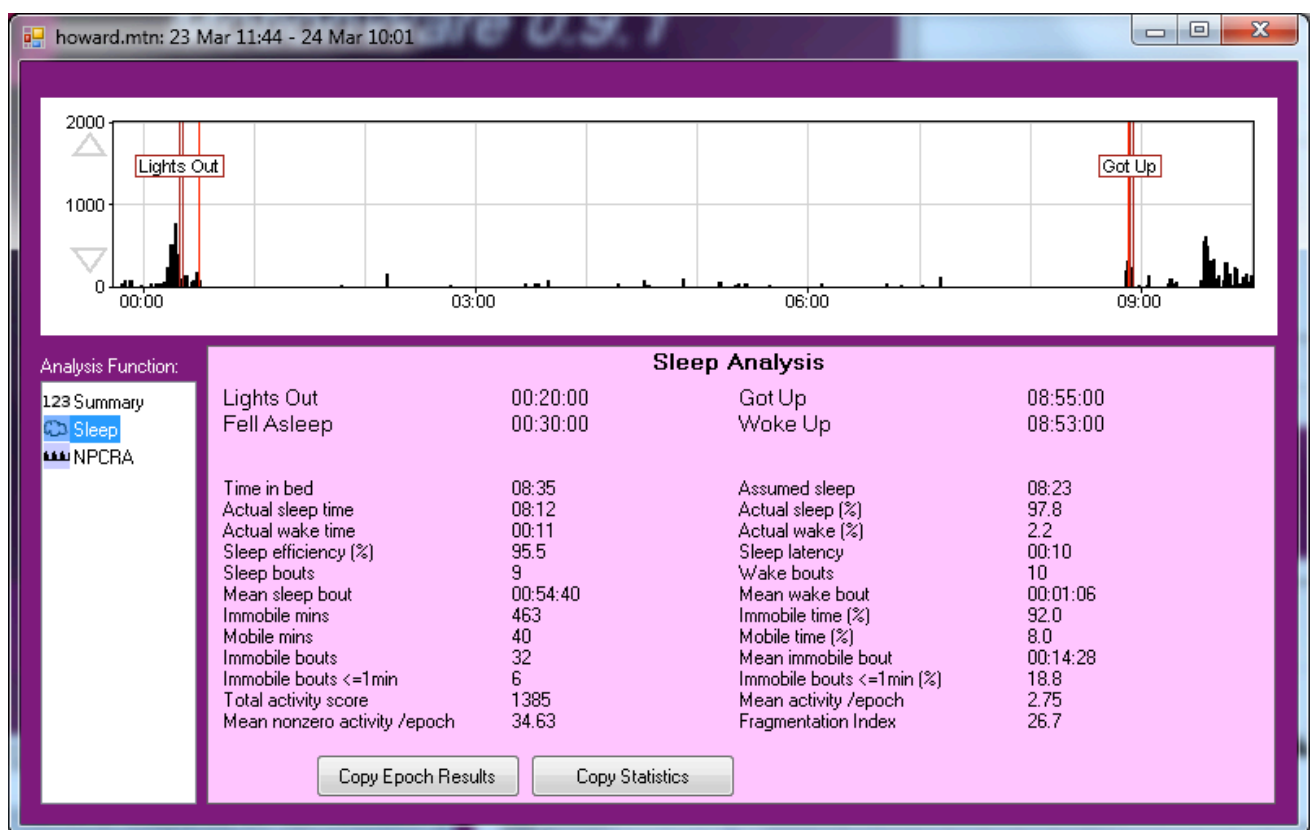 howard.mtn: 23 Mar 11:44 - 24 Mar 10:01
0.9.1
2000
Lights Out
Got Up
1000
0
00:00 03:00 06:00 09:00
Analysis Function:
123 Summary
Sleep
NPCRA
Sleep Analysis
Lights Out 00:20:00 Got Up 08:55:00
Fell Asleep 00:30:00 Woke Up 08:53:00
Time in bed 08:35 Assumed sleep 08:23
Actual sleep time 08:12 Actual sleep (%) 97.8
Actual wake time 00:11 Actual wake (%) 2.2
Sleep efficiency (%) 95.5 Sleep latency 00:10
Sleep bouts 9 Wake bouts 10
Mean sleep bout 00:54:40 Mean wake bout 00:01:06
Immobile mins 463 Immobile time (%) 92.0
Mobile mins 40 Mobile time (%) 8.0
Immobile bouts 32 Mean immobile bout 00:14:28
Immobile bouts <=1min 6 Immobile bouts <=1min (%) 18.8
Total activity score 1385 Mean activity /epoch 2.75
Mean nonzero activity /epoch 34.63 Fragmentation Index 26.7
Copy Epoch Results Copy Statistics